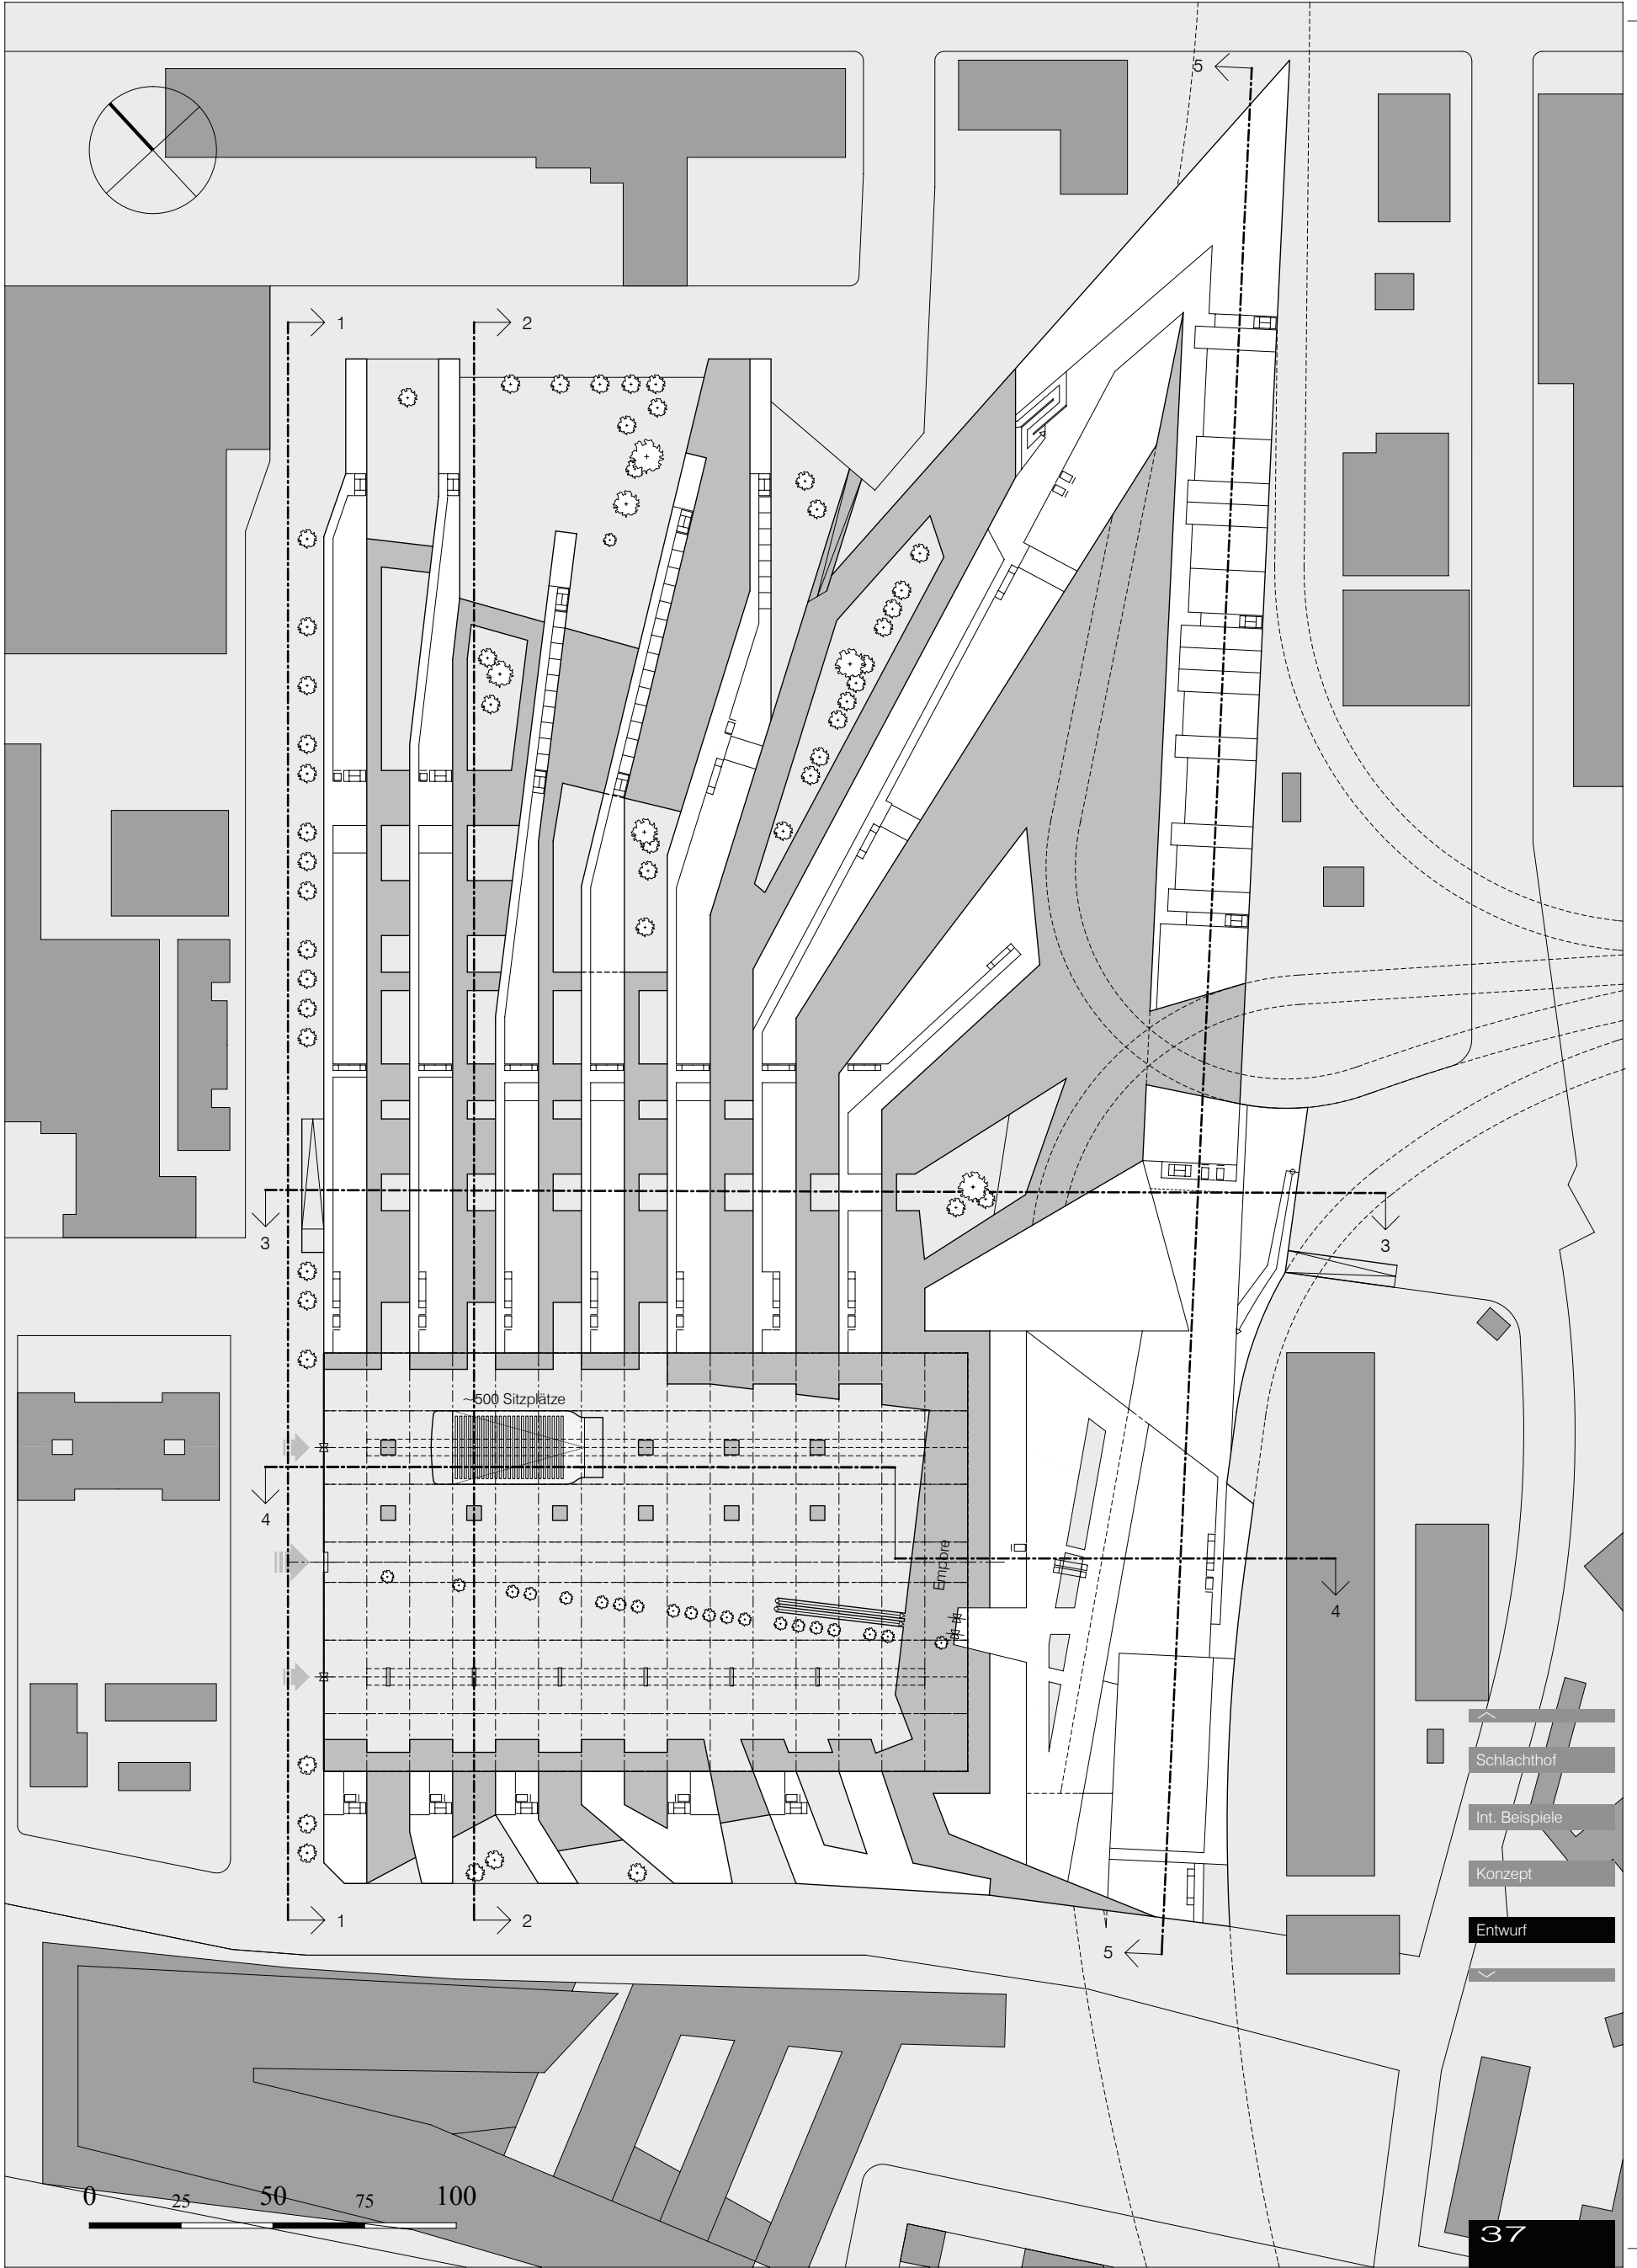 5
1
2
3
3
~500 Sitzplätze
4
Empore
4
Schlachthof
Int. Beispiele
Konzept
Entwurf
1
2
5
0 25 50 75 100
37